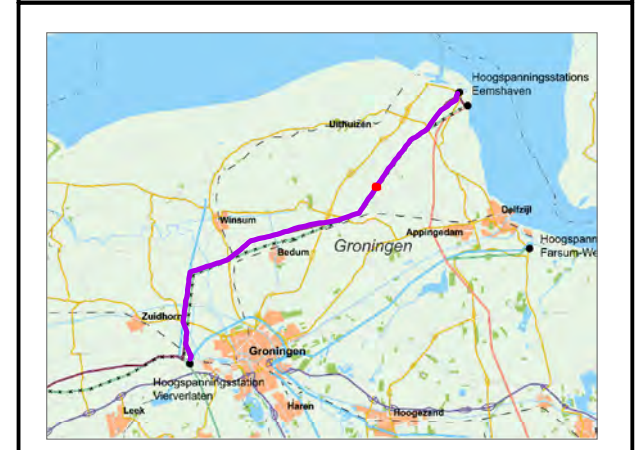 Hoogspanningsstations
Eemshaven
Uithuizen
Winsum
Delfzijl
Appingedam
Groningen
Bedum
Hoogspann
Farsum-We
Zuidhorn
Groningen
Hoogspanningsstation
Vierverlaten
Leek
Haren
Hoogezand